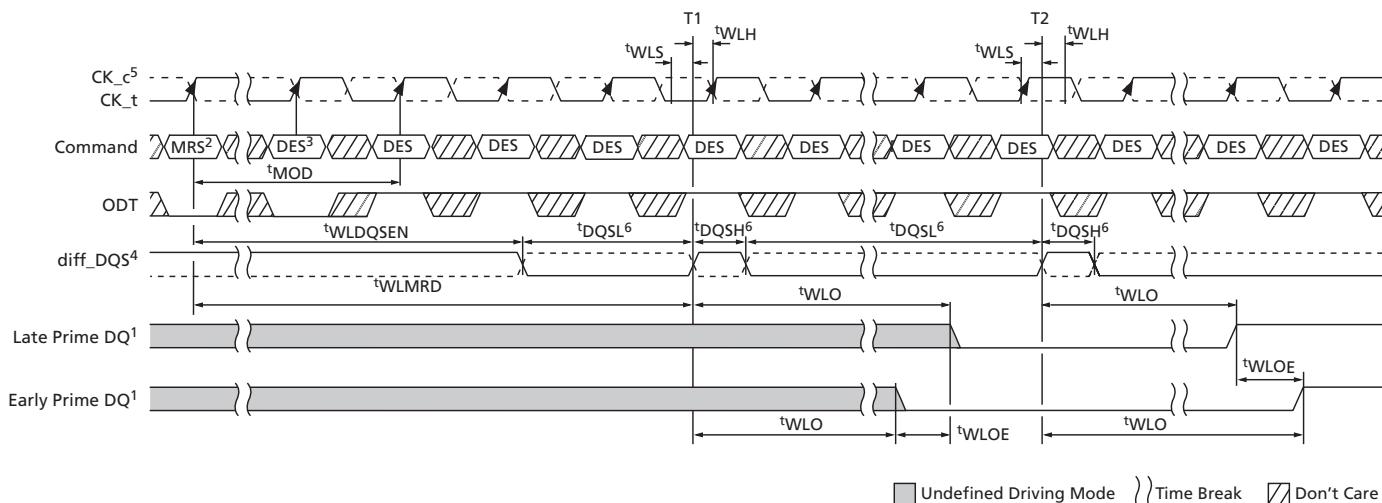 T1 T2
tWLH tWLH
tWLS tWLS
CK_c5
CK_t
Command MRS2 DES3 DES DES DES DES DES DES DES DES DES DES
tMOD
ODT
tWLDQSEN tDQSL6 tDQSH6 tDQSL6 tDQSH6
diff_DQS4
tWLMRD tWLO tWLO
Late Prime DQ1
tWLOE
Early Prime DQ1
tWLO tWLOE tWLO
Undefined Driving Mode Time Break Don't Care